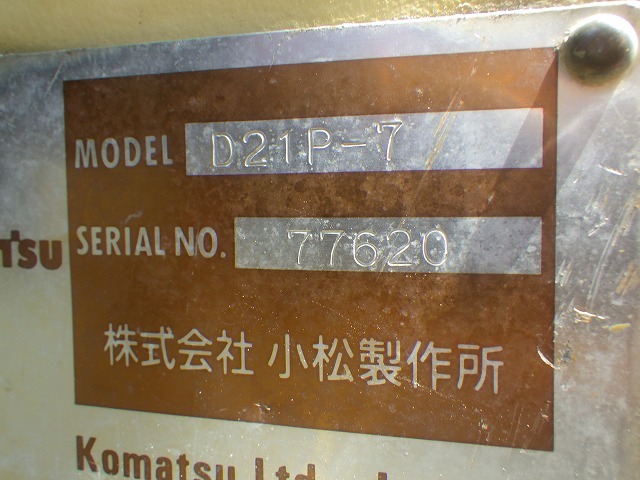 MODEL D21P-7
SERIAL NO. 77620
株式会社 小松製作所
Komatsu Ltd.